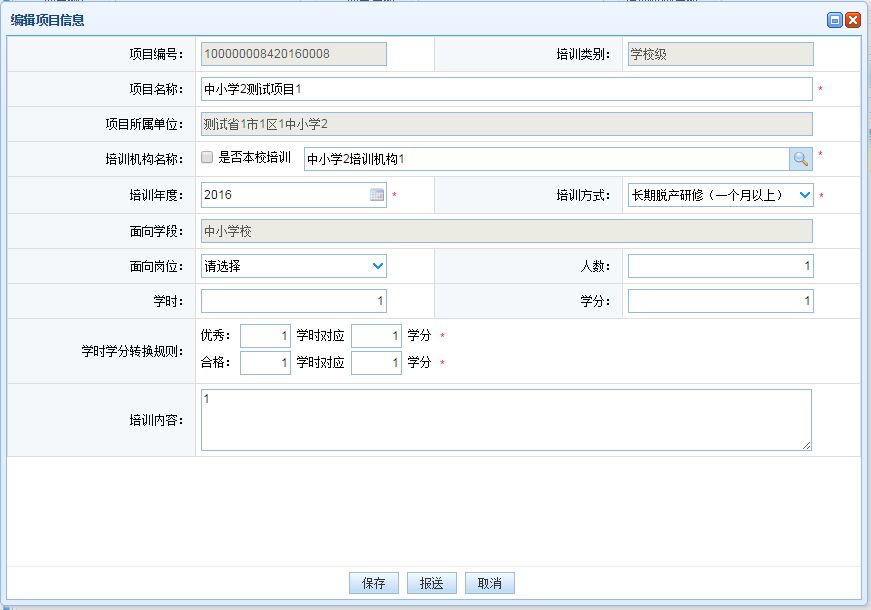 编辑项目信息
项目编号： 100000008420160008 培训类别： 学校级
项目名称： 中小学2测试项目1 *
项目所属单位： 测试省1市1区1中小学2
培训机构名称： 是否本校培训 中小学2培训机构1 *
培训年度： 2016 * 培训方式： 长期脱产研修（一个月以上） *
面向学段： 中小学校
面向岗位： 请选择 人数： 1
学时： 1 学分： 1
学时学分转换规则： 优秀： 1 学时对应 1 学分 *
合格： 1 学时对应 1 学分 *
培训内容： 1
保存 报送 取消